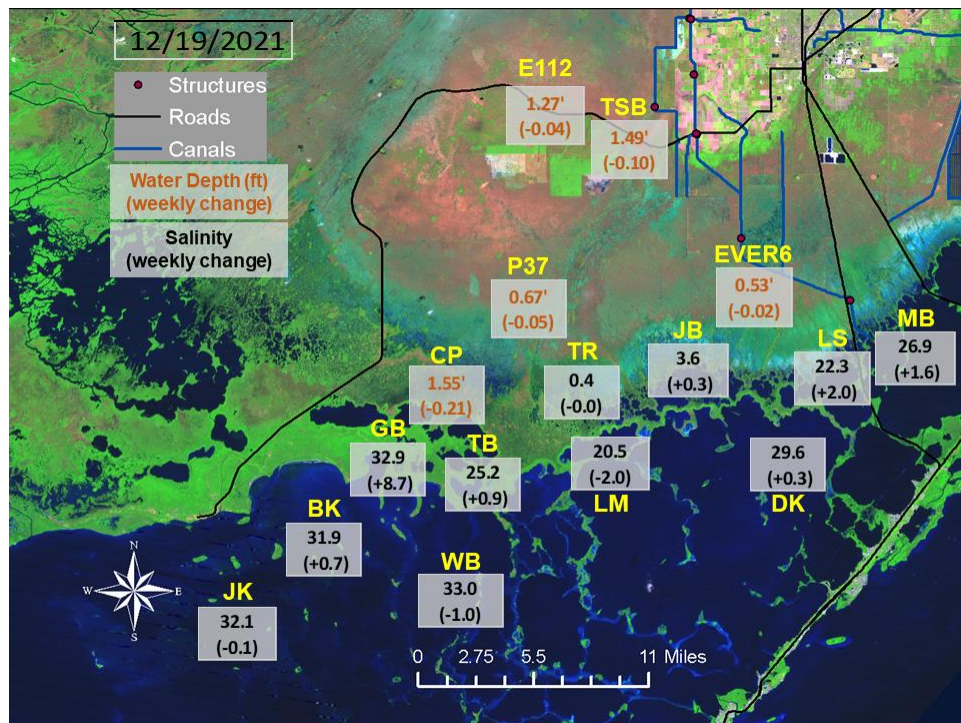 12/19/2021
Structures
Roads
Canals
Water Depth (ft)
(weekly change)
Salinity
(weekly change)
E112
1.27'
(-0.04)
TSB
1.49'
(-0.10)
P37
0.67'
(-0.05)
EVER6
0.53'
(-0.02)
CP
1.55'
(-0.21)
TR
0.4
(-0.0)
JB
3.6
(+0.3)
LS
22.3
(+2.0)
MB
26.9
(+1.6)
GB
32.9
(+8.7)
TB
25.2
(+0.9)
20.5
(-2.0)
LM
29.6
(+0.3)
DK
BK
31.9
(+0.7)
WB
33.0
(-1.0)
JK
32.1
(-0.1)
N
W E
S
0 2.75 5.5 11 Miles